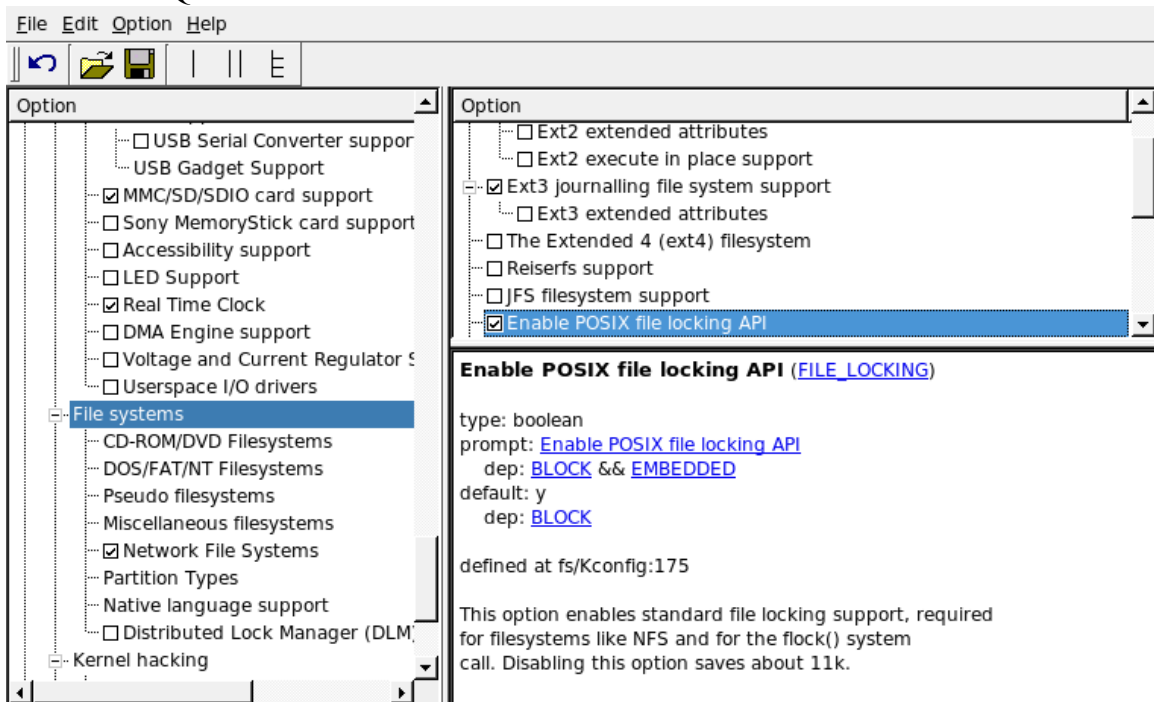 File Edit Option Help
Option
USB Serial Converter suppor
USB Gadget Support
MMC/SD/SDIO card support
Sony MemoryStick card support
Accessibility support
LED Support
Real Time Clock
DMA Engine support
Voltage and Current Regulator S
Userspace I/O drivers
File systems
CD-ROM/DVD Filesystems
DOS/FAT/NT Filesystems
Pseudo filesystems
Miscellaneous filesystems
Network File Systems
Partition Types
Native language support
Distributed Lock Manager (DLM)
Kernel hacking
Option
Ext2 extended attributes
Ext2 execute in place support
Ext3 journalling file system support
Ext3 extended attributes
The Extended 4 (ext4) filesystem
Reiserfs support
JFS filesystem support
Enable POSIX file locking API
Enable POSIX file locking API (FILE_LOCKING)
type: boolean
prompt: Enable POSIX file locking API
dep: BLOCK && EMBEDDED
default: y
dep: BLOCK
defined at fs/Kconfig:175
This option enables standard file locking support, required
for filesystems like NFS and for the flock() system
call. Disabling this option saves about 11k.